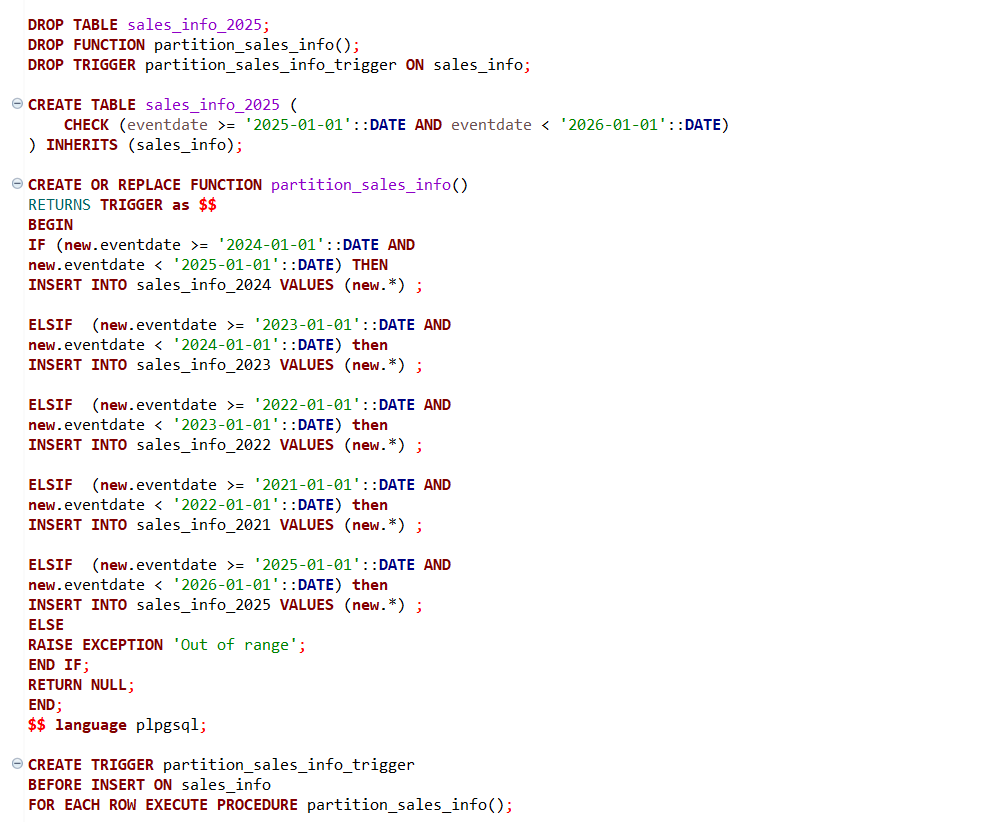 DROP TABLE sales_info_2025;
DROP FUNCTION partition_sales_info();
DROP TRIGGER partition_sales_info_trigger ON sales_info;
CREATE TABLE sales_info_2025 (
CHECK (eventdate >= '2025-01-01'::DATE AND eventdate < '2026-01-01'::DATE)
) INHERITS (sales_info);
CREATE OR REPLACE FUNCTION partition_sales_info()
RETURNS TRIGGER as $$
BEGIN
IF (new.eventdate >= '2024-01-01'::DATE AND
new.eventdate < '2025-01-01'::DATE) THEN
INSERT INTO sales_info_2024 VALUES (new.*) ;
ELSIF  (new.eventdate >= '2023-01-01'::DATE AND
new.eventdate < '2024-01-01'::DATE) then
INSERT INTO sales_info_2023 VALUES (new.*) ;
ELSIF  (new.eventdate >= '2022-01-01'::DATE AND
new.eventdate < '2023-01-01'::DATE) then
INSERT INTO sales_info_2022 VALUES (new.*) ;
ELSIF  (new.eventdate >= '2021-01-01'::DATE AND
new.eventdate < '2022-01-01'::DATE) then
INSERT INTO sales_info_2021 VALUES (new.*) ;
ELSIF  (new.eventdate >= '2025-01-01'::DATE AND
new.eventdate < '2026-01-01'::DATE) then
INSERT INTO sales_info_2025 VALUES (new.*) ;
ELSE
RAISE EXCEPTION 'Out of range';
END IF;
RETURN NULL;
END;
$$ language plpgsql;
CREATE TRIGGER partition_sales_info_trigger
BEFORE INSERT ON sales_info
FOR EACH ROW EXECUTE PROCEDURE partition_sales_info();